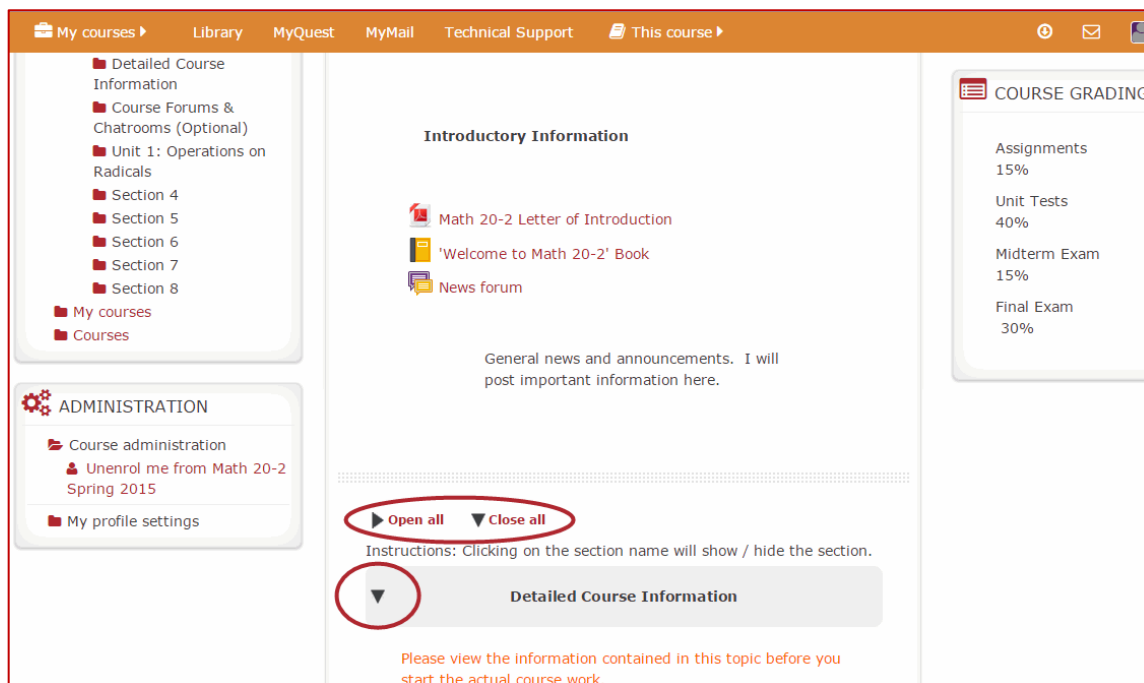 My courses Library MyQuest MyMail Technical Support This course
Detailed Course
Information
Course Forums &
Chatrooms (Optional)
Unit 1: Operations on
Radicals
Section 4
Section 5
Section 6
Section 7
Section 8
My courses
Courses
ADMINISTRATION
Course administration
Unenrol me from Math 20-2
Spring 2015
My profile settings
Introductory Information
Math 20-2 Letter of Introduction
'Welcome to Math 20-2' Book
News forum
General news and announcements. I will
post important information here.
Open all Close all
Instructions: Clicking on the section name will show / hide the section.
Detailed Course Information
Please view the information contained in this topic before you
start the actual course work
COURSE GRADING
Assignments
15%
Unit Tests
40%
Midterm Exam
15%
Final Exam
30%